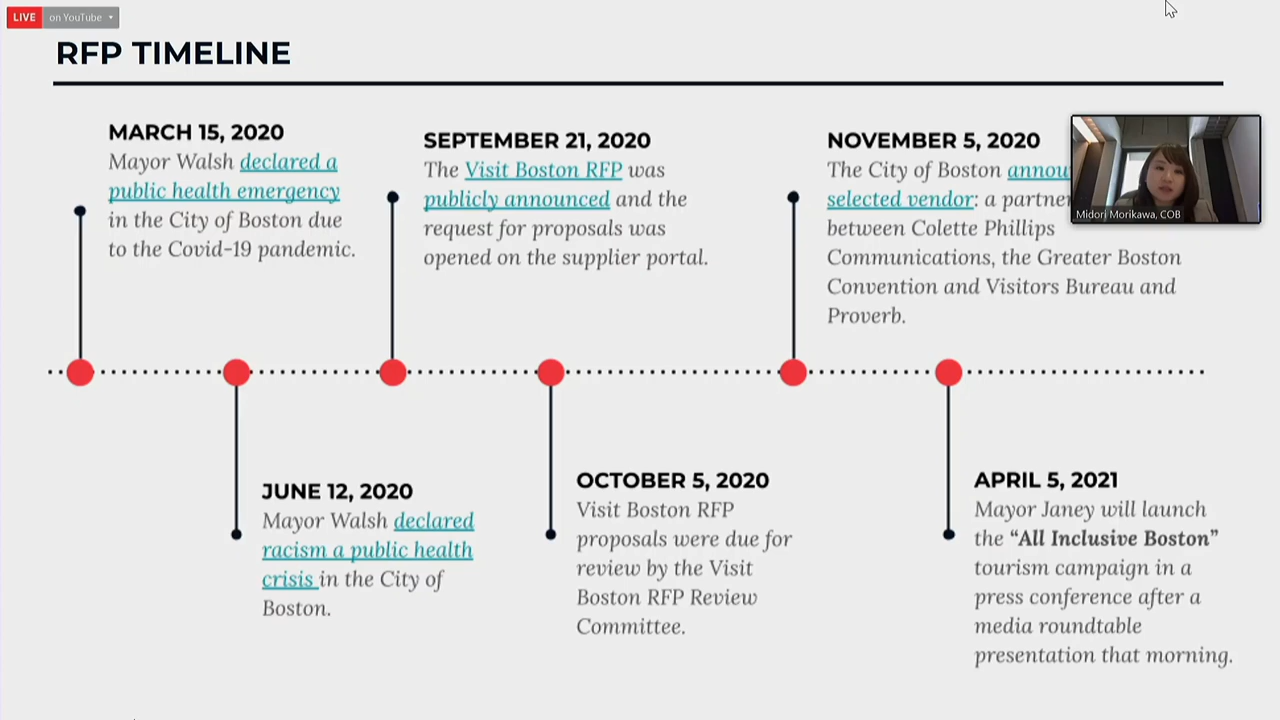 LIVE on YouTube
RFP TIMELINE
MARCH 15, 2020
Mayor Walsh declared a
public health emergency
in the City of Boston due
to the Covid-19 pandemic.
SEPTEMBER 21, 2020
The Visit Boston RFP was
publicly announced and the
request for proposals was
opened on the supplier portal.
NOVEMBER 5, 2020
The City of Boston
selected vendor: a
between Colette Phillips
Communications, the Greater Boston
Convention and Visitors Bureau and
Proverb.
Midori Morikawa, COB
JUNE 12, 2020
Mayor Walsh declared
racism a public health
crisis in the City of
Boston.
OCTOBER 5, 2020
Visit Boston RFP
proposals were due for
review by the Visit
Boston RFP Review
Committee.
APRIL 5, 2021
Mayor Janey will launch
the “All Inclusive Boston”
tourism campaign in a
press conference after a
media roundtable
presentation that morning.